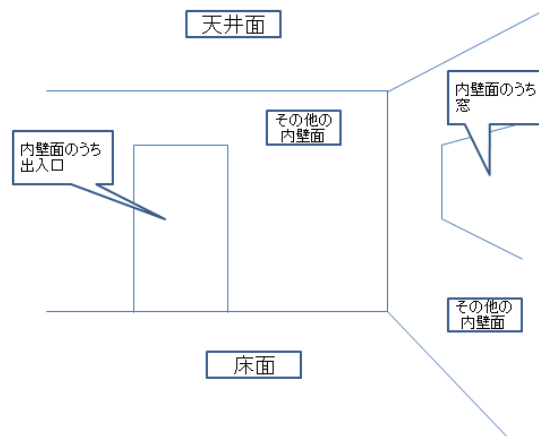 天井面
内壁面のうち
窓
その他の
内壁面
内壁面のうち
出入口
その他の
内壁面
床面